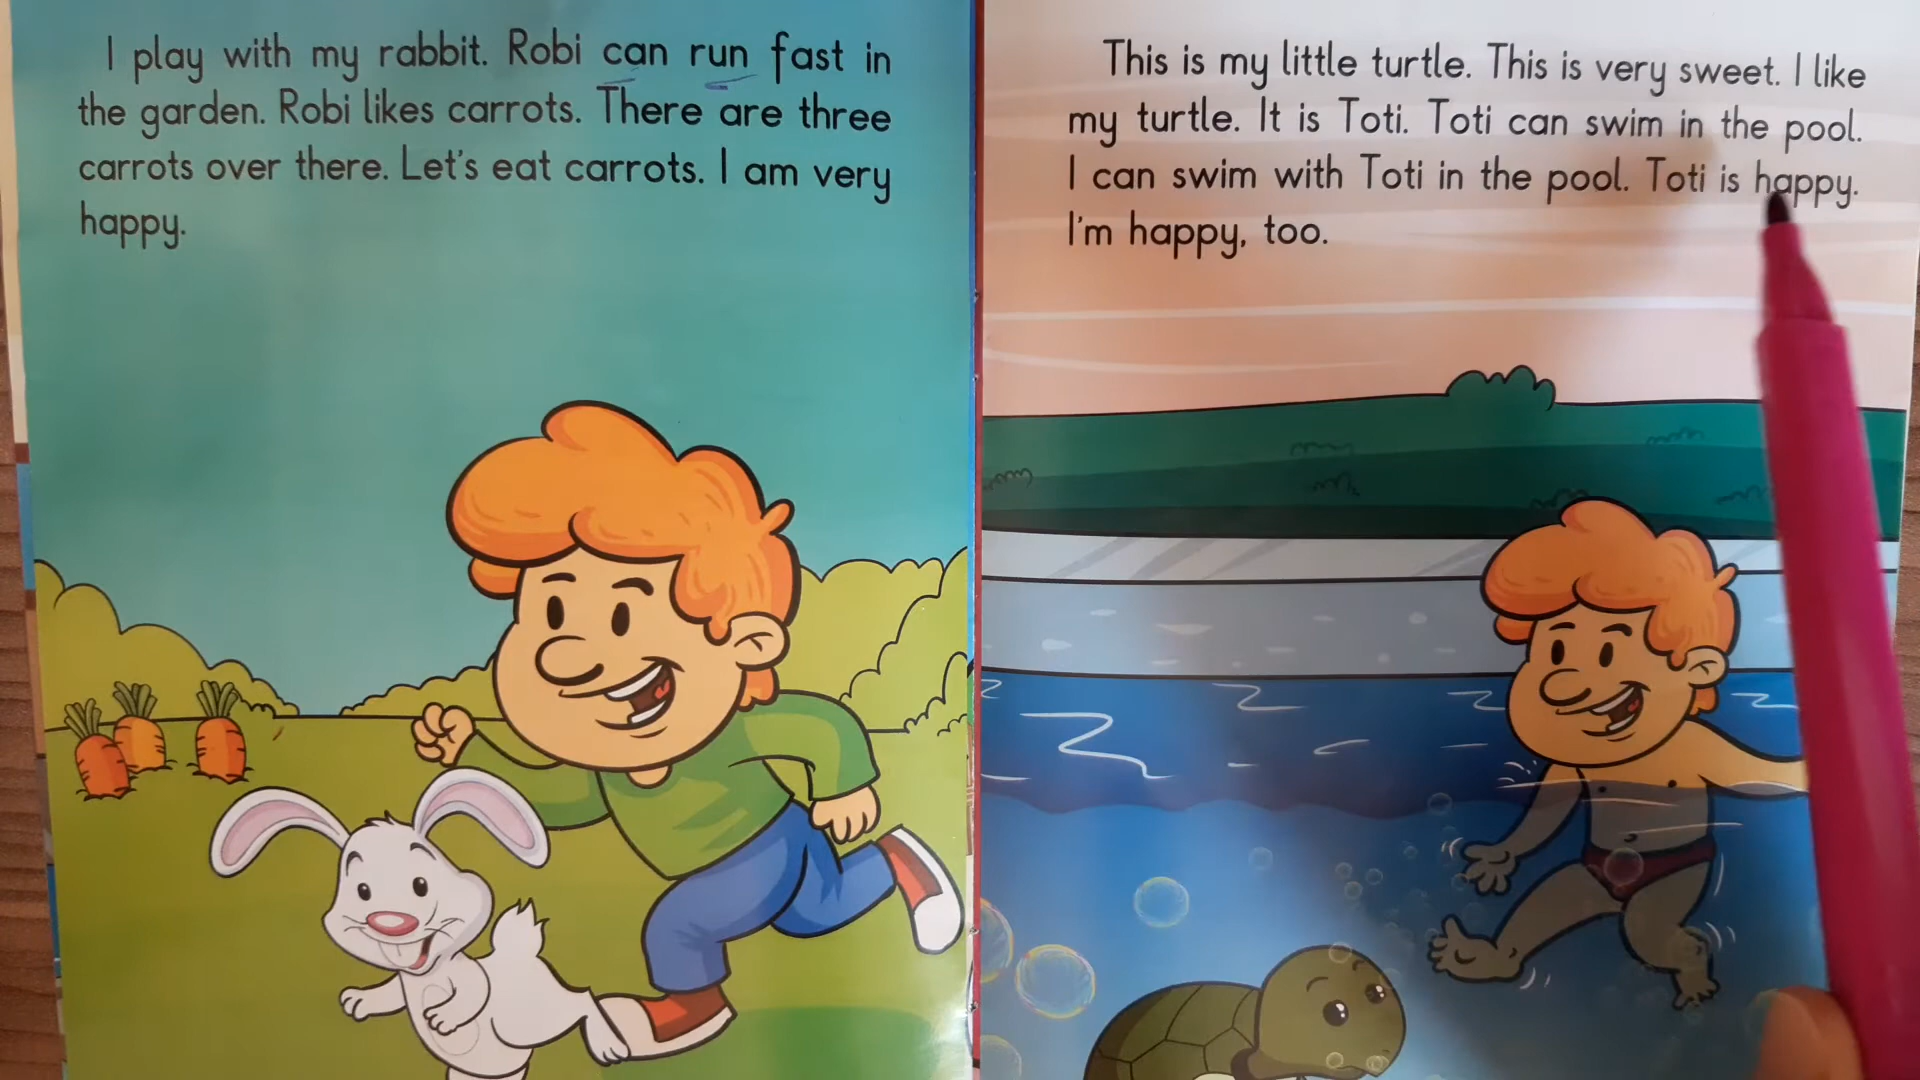 I play with my rabbit. Robi can run fast in
the garden. Robi likes carrots. There are three
carrots over there. Let's eat carrots. I am very
happy.
This is my little turtle. This is very sweet. I like
my turtle. It is Toti. Toti can swim in the pool.
I can swim with Toti in the pool. Toti is happy.
I'm happy, too.